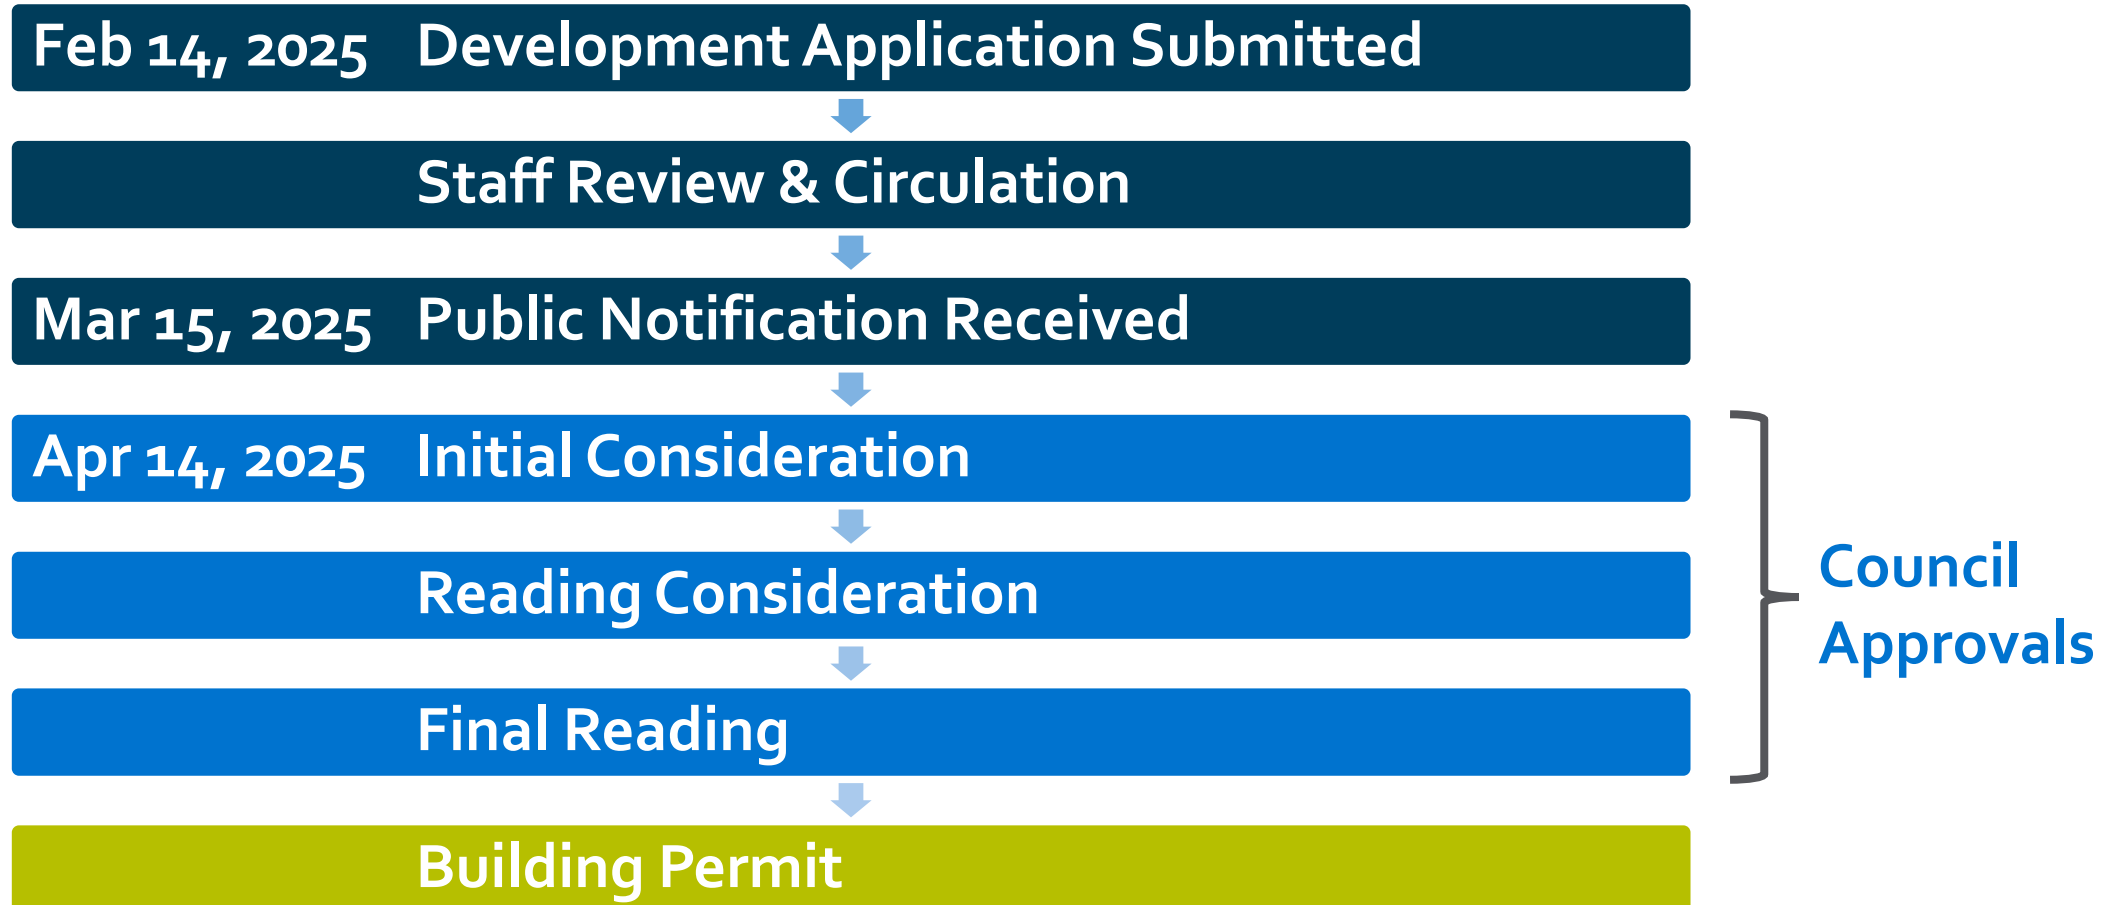 Feb 14, 2025 Development Application Submitted
Staff Review & Circulation
Mar 15, 2025 Public Notification Received
Apr 14, 2025 Initial Consideration
Reading Consideration
Final Reading
Building Permit
Council
Approvals